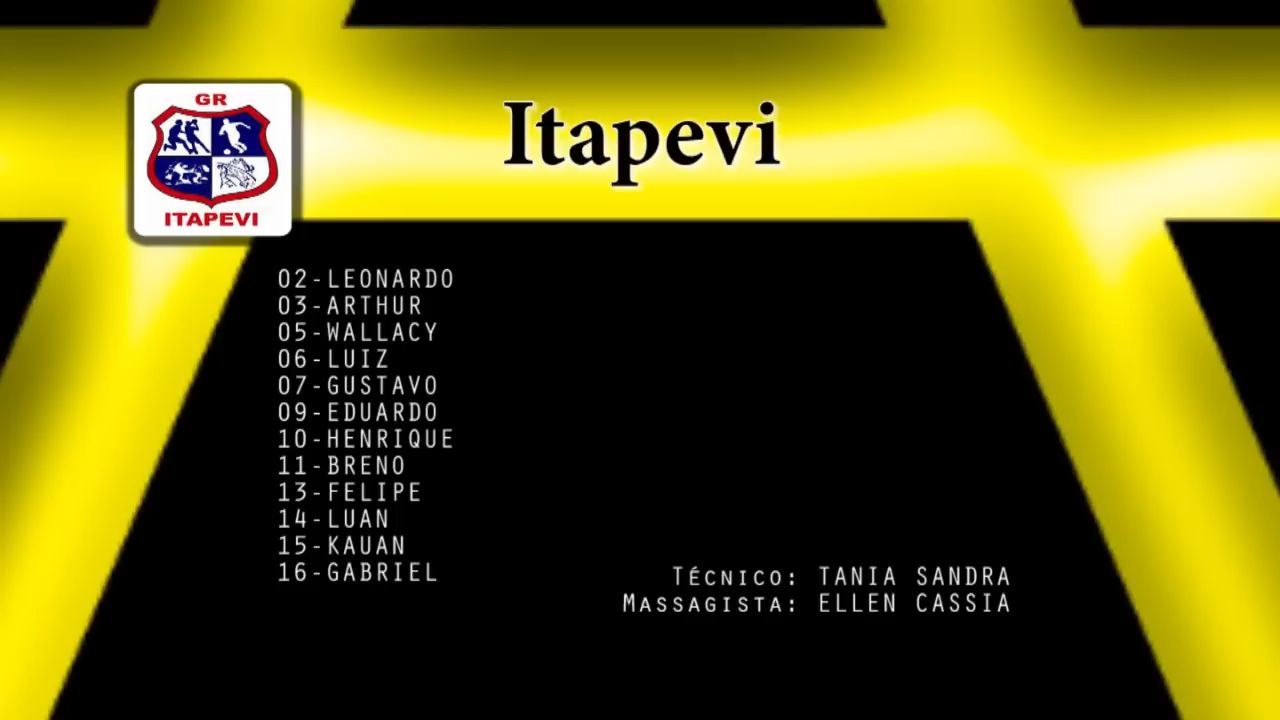 GR
ITAPEVI
Itapevi
02-LEONARDO
03-ARTHUR
05-WALLACY
06-LUIZ
07-GUSTAVO
09-EDUARDO
10-HENRIQUE
11-BRENO
13-FELIPE
14-LUAN
15-KAUAN
16-GABRIEL
Técnico: TANIA SANDRA
Massagista: ELLEN CASSIA